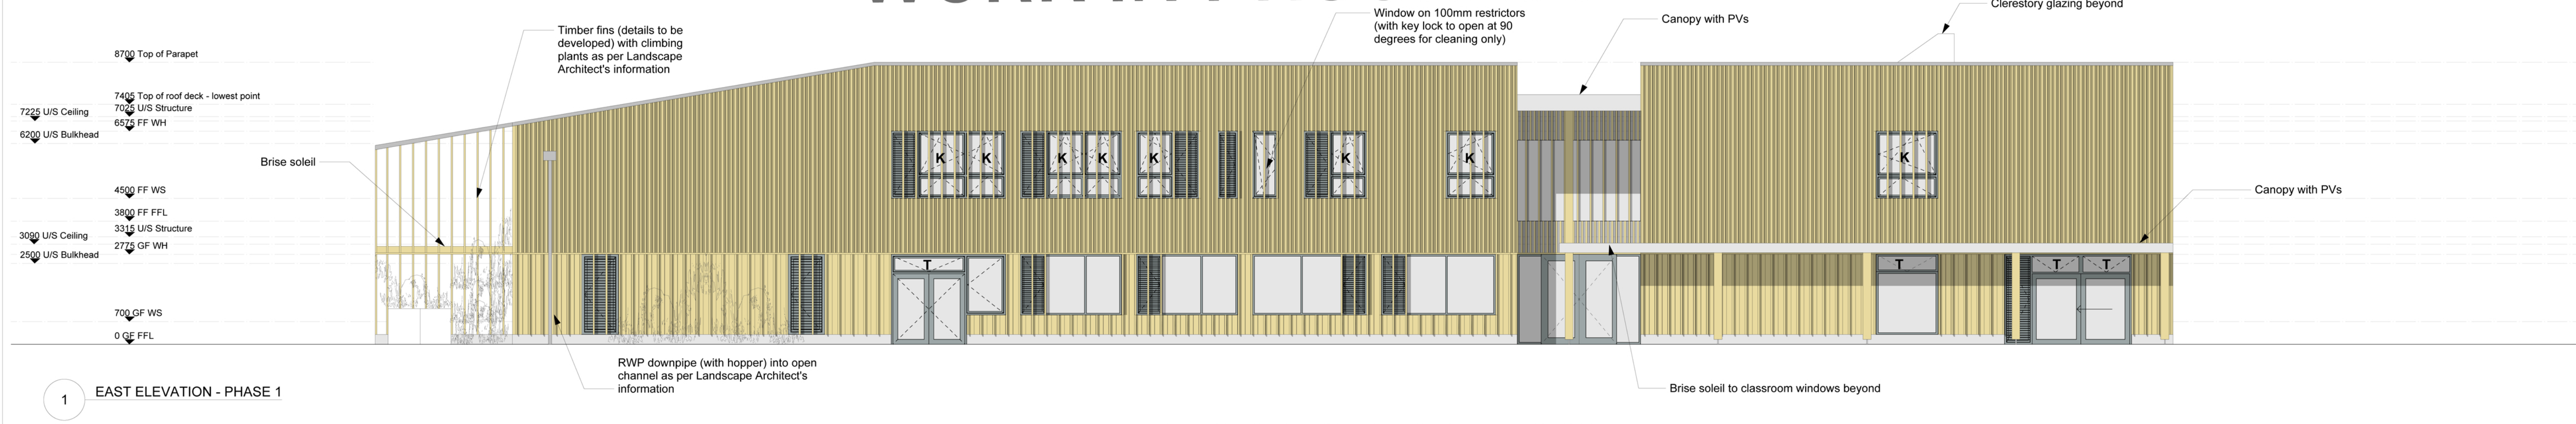 Clerestory glazing beyond
Window on 100mm restrictors
(with key lock to open at 90
degrees for cleaning only)
Canopy with PVs
Timber fins (details to be
developed) with climbing
plants as per Landscape
Architect's information
8700 Top of Parapet
7405 Top of roof deck - lowest point
7025 U/S Structure
7225 U/S Ceiling
6575 FF WH
6200 U/S Bulkhead
Brise soleil
K K K K K K K K
4500 FF WS
Canopy with PVs
3800 FF FFL
3315 U/S Structure
3090 U/S Ceiling
2775 GF WH
2500 U/S Bulkhead
T T T T
700 GF WS
0 GF FFL
RWP downpipe (with hopper) into open
channel as per Landscape Architect's
information
Brise soleil to classroom windows beyond
1 EAST ELEVATION - PHASE 1